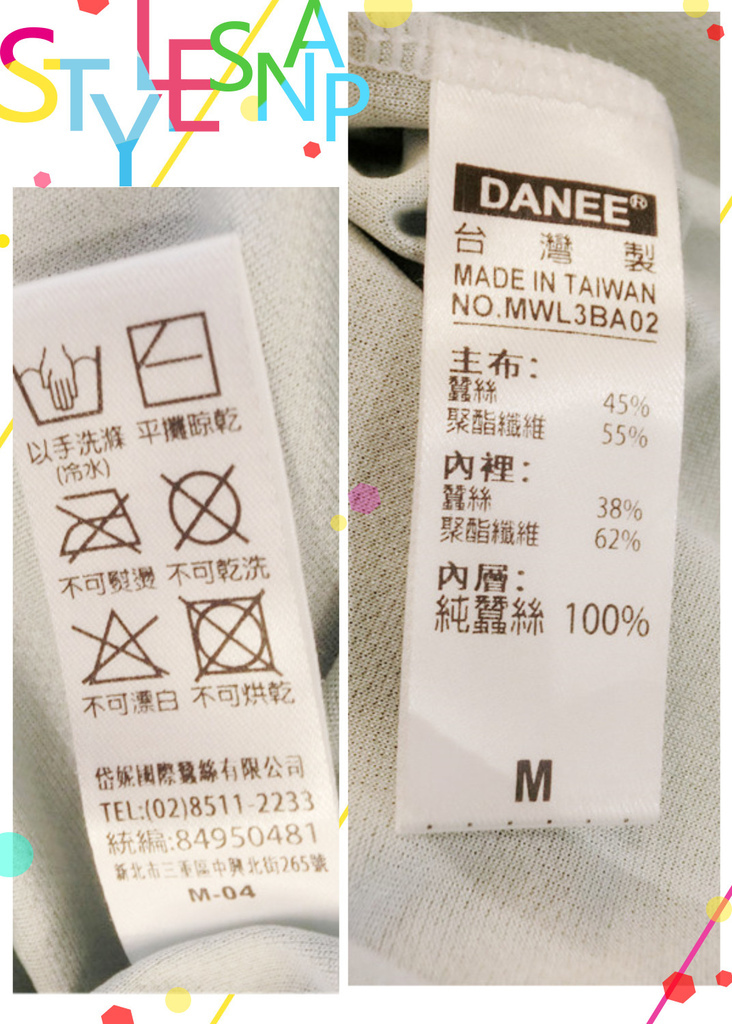 STYLE SNAP
以手洗滌
(冷水)
平攤晾乾
不可熨燙
不可乾洗
不可漂白
不可烘乾
岱妮國際蠶絲有限公司
TEL:(02)8511-2233
統編:84950481
新北市三重區中興北街265號
M-04
DANEE®
台灣製
MADE IN TAIWAN
NO.MWL3BA02
主布:
蠶絲 45%
聚酯纖維 55%
內裡:
蠶絲 38%
聚酯纖維 62%
內層:
純蠶絲 100%
M